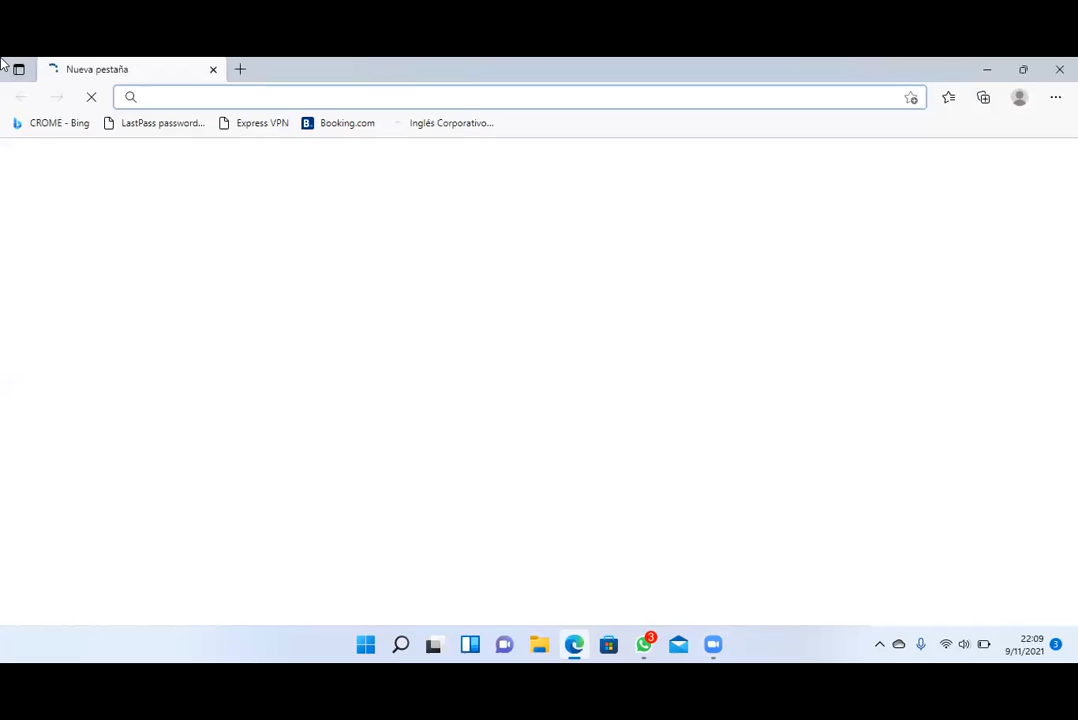 Nueva pestaña
CROME - Bing
LastPass password...
Express VPN
B. Booking.com
Inglés Corporativo...
3
22:09
9/11/2021
3